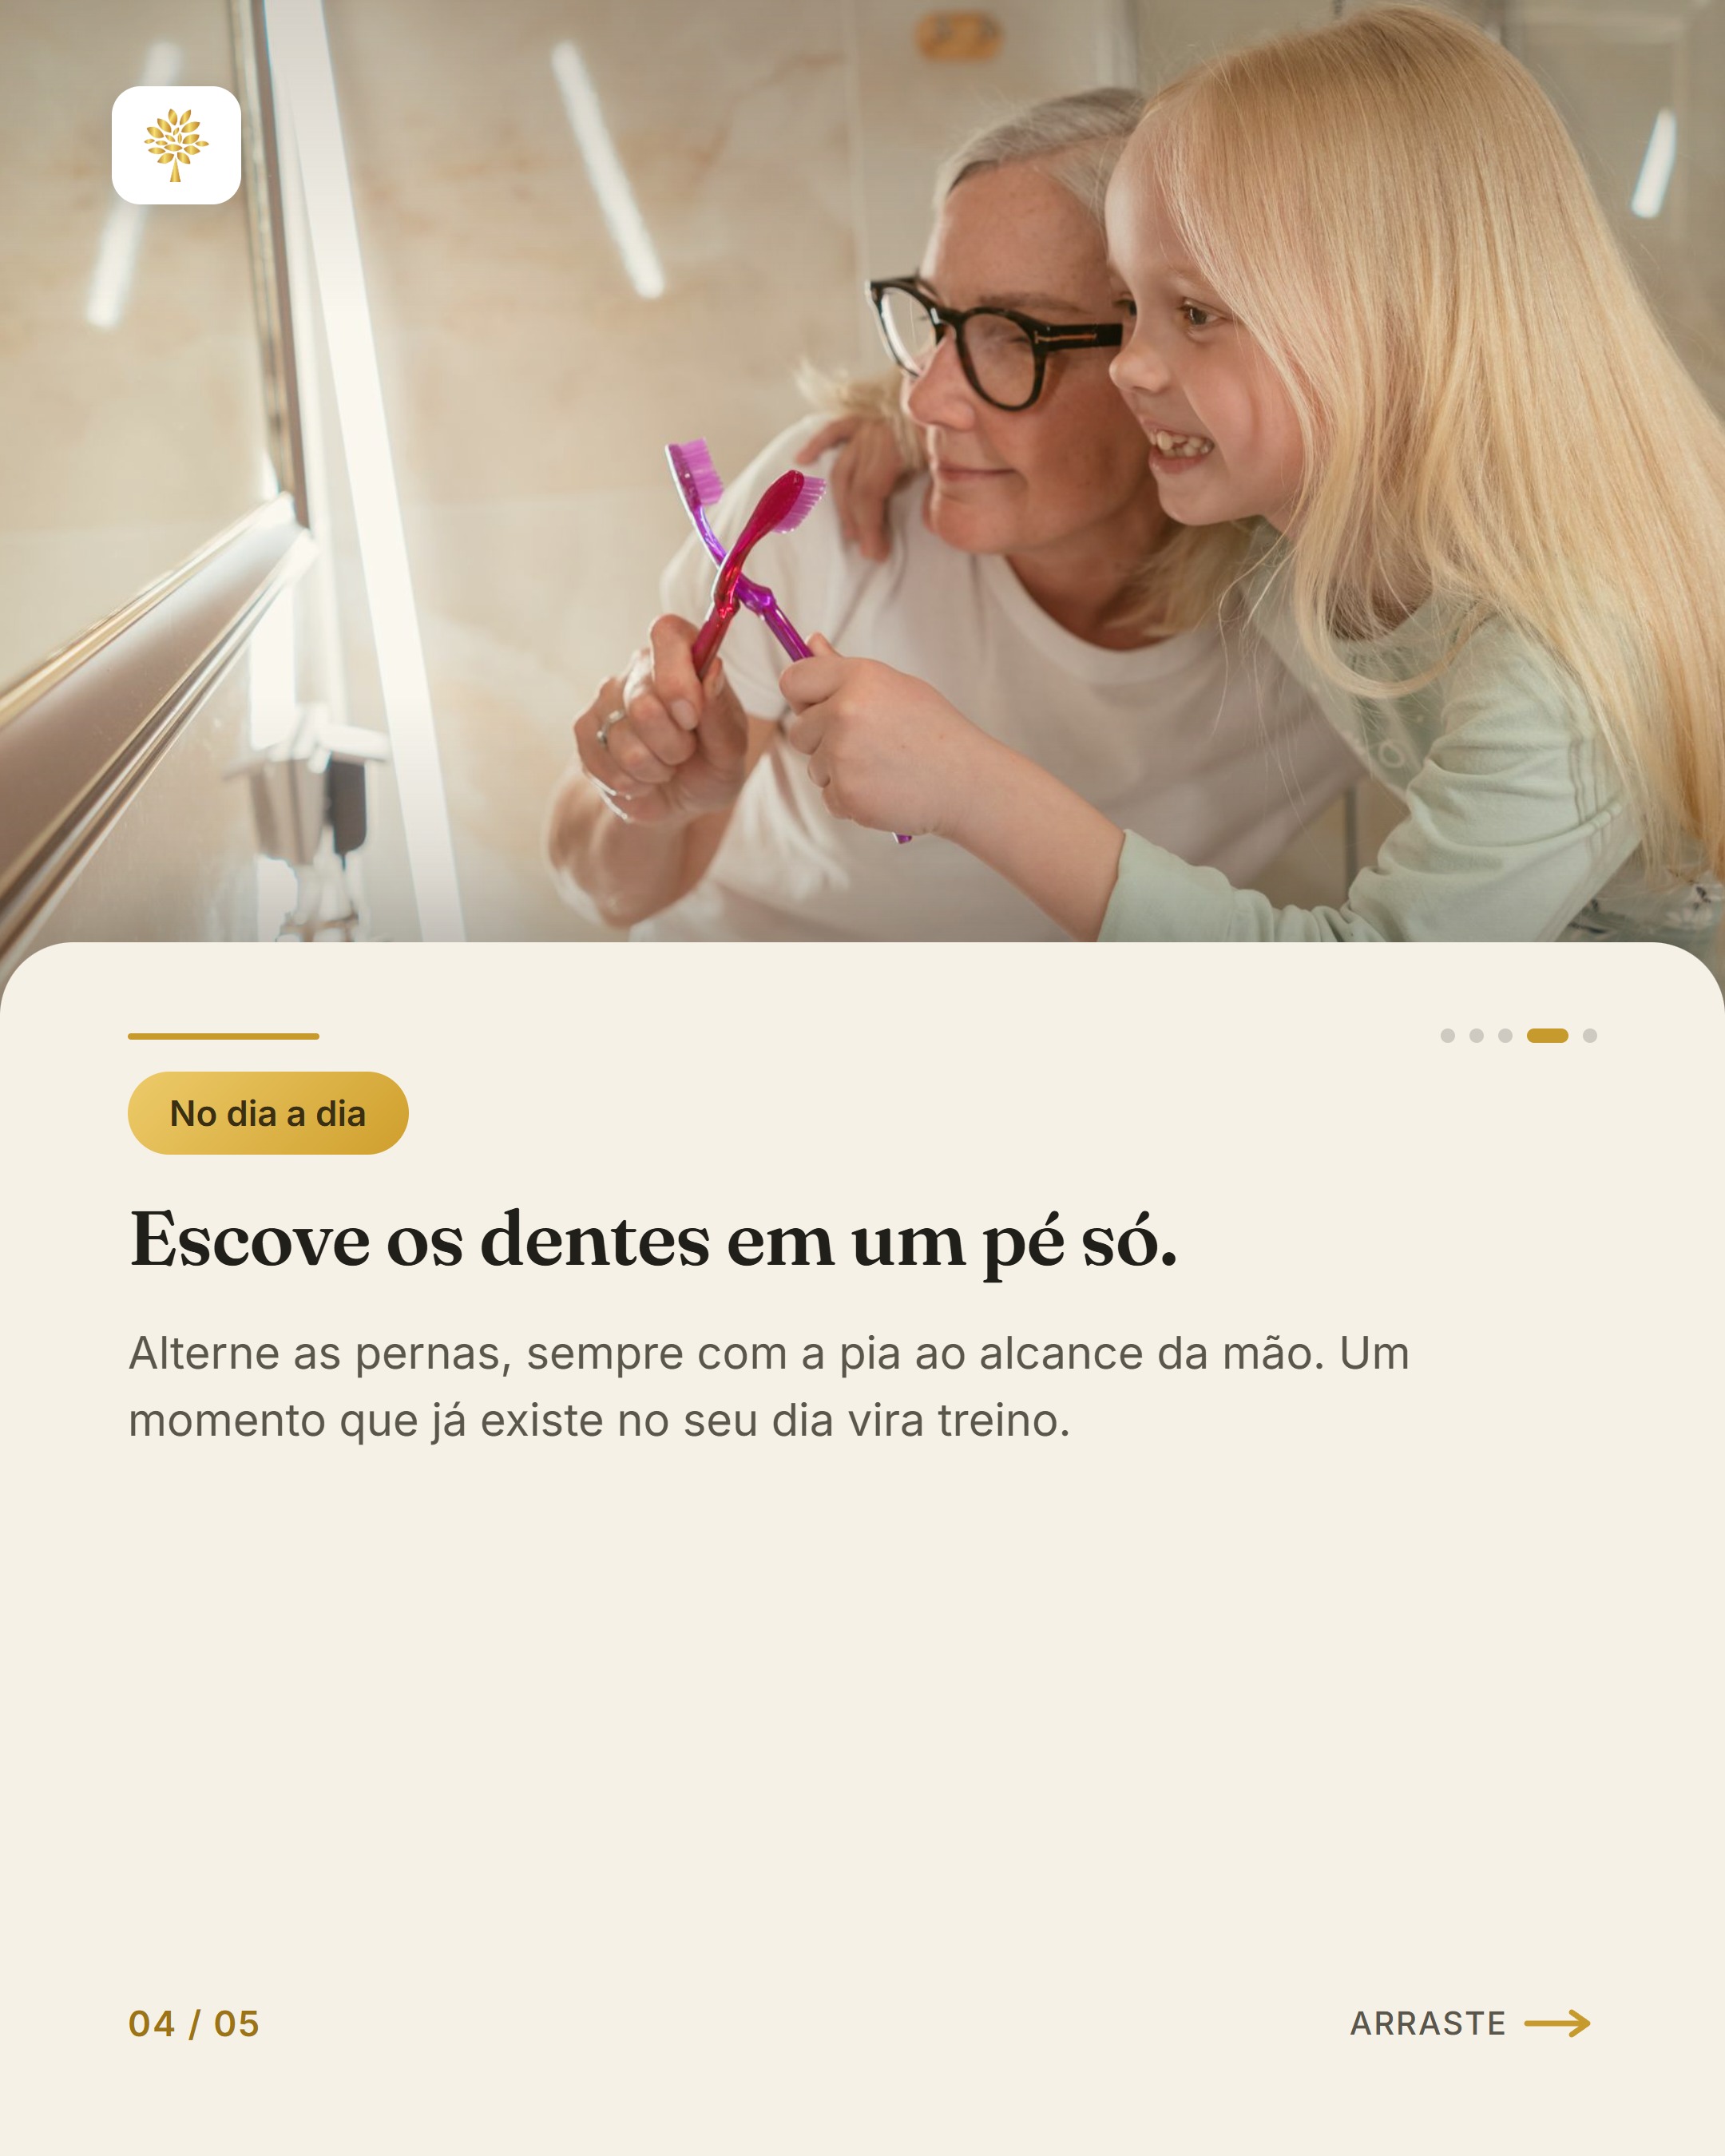 No dia a dia
Escove os dentes em um pé só.
Alterne as pernas, sempre com a pia ao alcance da mão. Um
momento que já existe no seu dia vira treino.
04 / 05
ARRASTE